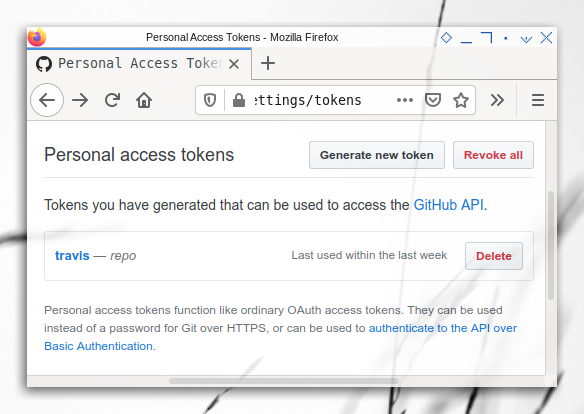 Personal Access Tokens - Mozilla Firefox
Personal Access Token
ettings/tokens
Personal access tokens
Generate new token
Revoke all
Tokens you have generated that can be used to access the GitHub API.
travis — repo
Last used within the last week
Delete
Personal access tokens function like ordinary OAuth access tokens. They can be used
instead of a password for Git over HTTPS, or can be used to authenticate to the API over
Basic Authentication.